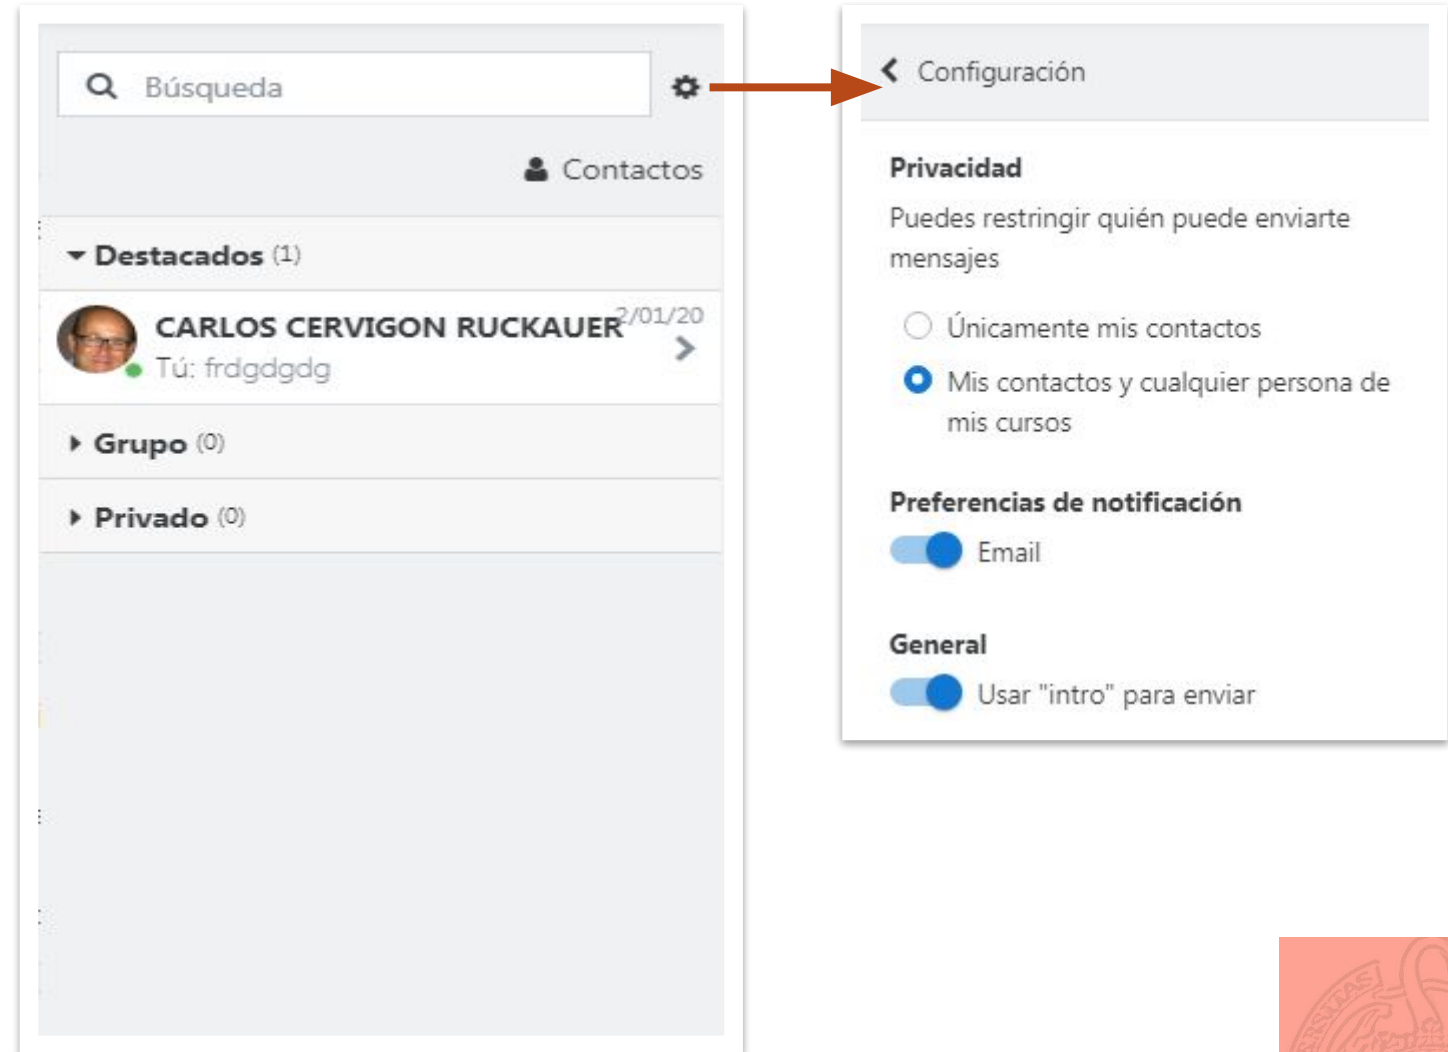 Búsqueda
Contactos
Destacados (1)
CARLOS CERVIGON RUCKAUER
2/01/20
Tú: frdgdgdg
Grupo (0)
Privado (0)
Configuración
Privacidad
Puedes restringir quién puede enviarte
mensajes
Únicamente mis contactos
Mis contactos y cualquier persona de
mis cursos
Preferencias de notificación
Email
General
Usar "intro" para enviar